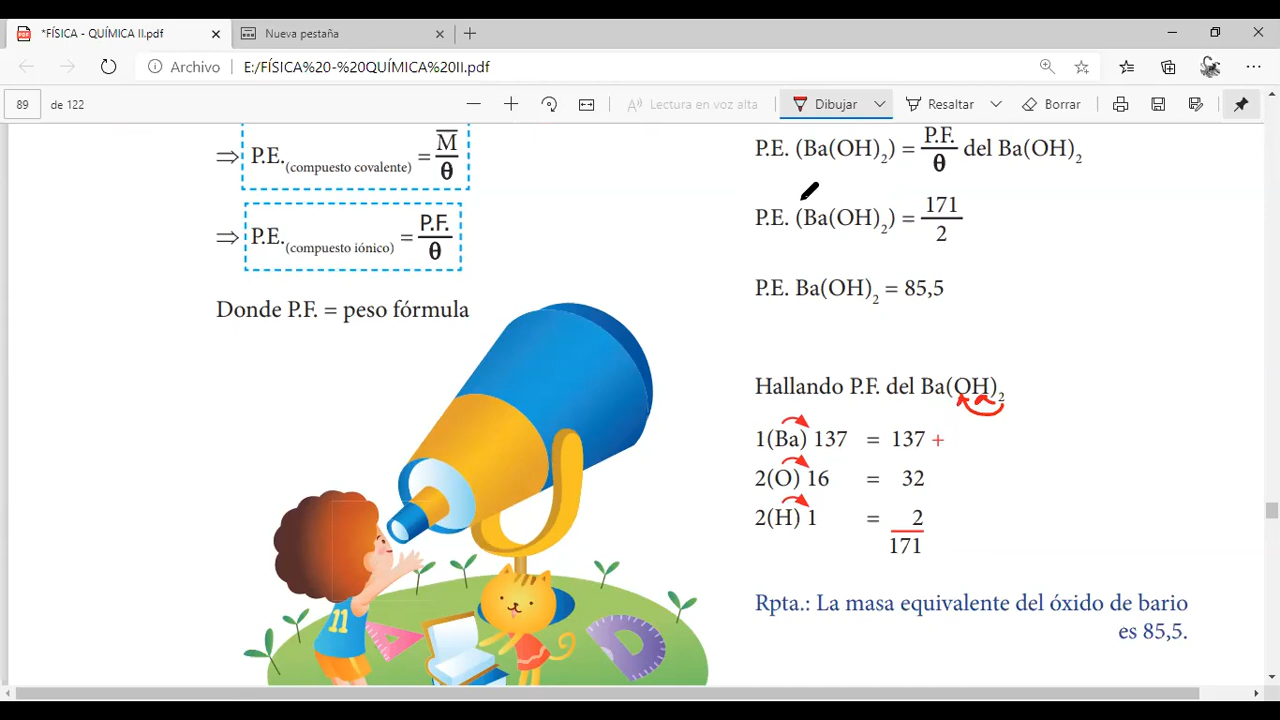 *FÍSICA - QUÍMICA II.pdf
Nueva pestaña
Archivo
E:/FÍSICA%20-%20QUÍMICA%20II.pdf
89 de 122
Lectura en voz alta
Dibujar
Resaltar
Borrar
⇒ P.E.(compuesto covalente) = M̅/θ
⇒ P.E.(compuesto iónico) = P.F./θ
Donde P.F. = peso fórmula
11
P.E. (Ba(OH)₂) = P.F./θ del Ba(OH)₂
P.E. (Ba(OH)₂) = 171/2
P.E. Ba(OH)₂ = 85,5
Hallando P.F. del Ba(OH)₂
1(Ba) 137 = 137 +
2(O) 16 = 32
2(H) 1 = 2
171
Rpta.: La masa equivalente del óxido de bario
es 85,5.